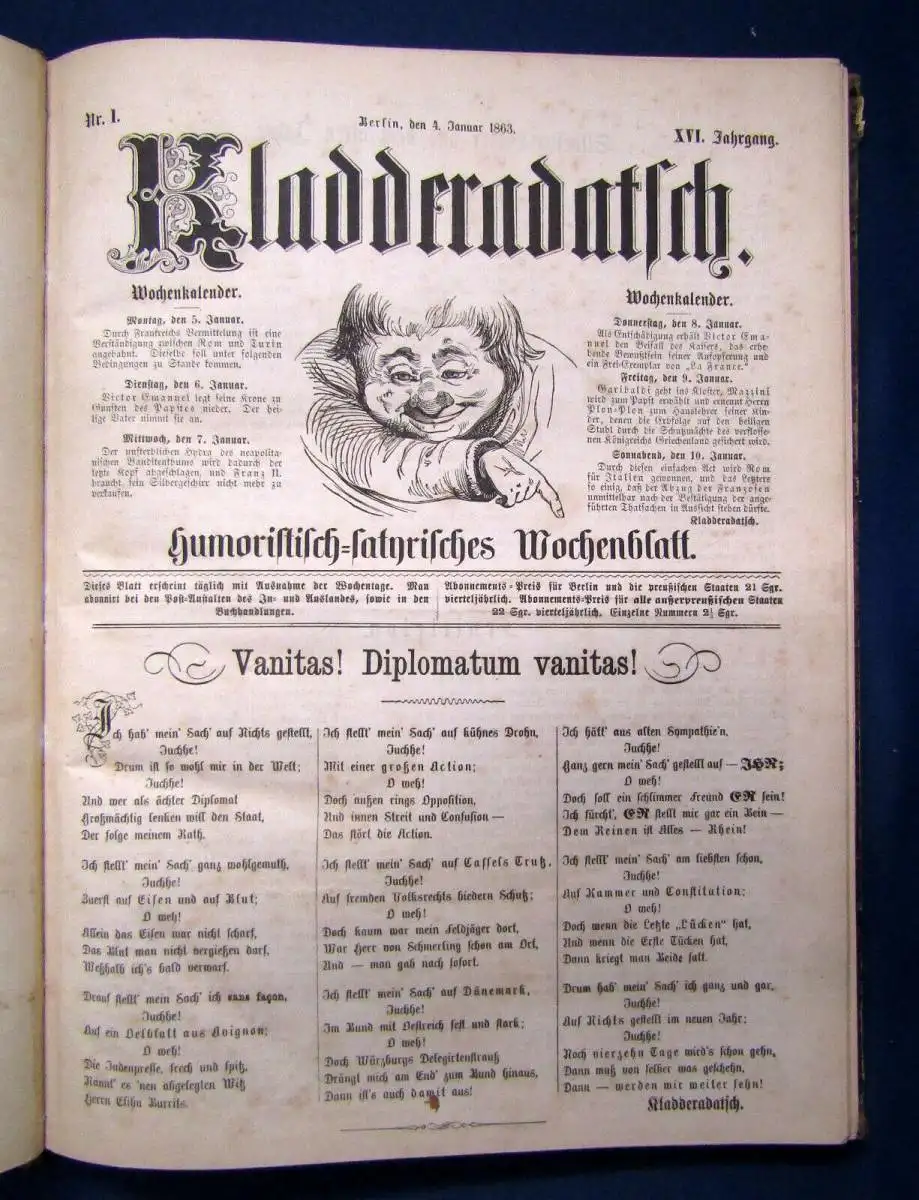 Nr. 1.
Berlin, den 4. Januar 1863.
XVI. Jahrgang.
Kladderadatsch.
Wochenkalender.
Montag, den 5. Januar.
Durch Frankreichs Vermittelung ist eine
Verständigung zwischen Rom und Turin
angebahnt. Dieselbe soll unter folgenden
Bedingungen zu Stande kommen.
Dienstag, den 6. Januar.
Victor Emanuel legt seine Krone zu
Gunsten des Papstes nieder. Der hei-
lige Vater nimmt sie an.
Mittwoch, den 7. Januar.
Der unsterblichen Hydra des neapolita-
nischen Banditenthums wird dadurch der
letzte Kopf abgeschlagen, und Franz II.
braucht sein Silbergeschirr nicht mehr zu
verkaufen.
Wochenkalender.
Donnerstag, den 8. Januar.
Als Entschädigung erhält Victor Ema-
nuel den Beifall des Kaisers, das erhe-
bende Bewußtsein seiner Aufopferung und
ein Frei-Exemplar von „La France.“
Freitag, den 9. Januar.
Garibaldi geht ins Kloster, Mazzini
wird zum Papst erwählt und ernennt Herrn
Plon-Plon zum Hauslehrer seiner Kin-
der, denen die Erbfolge auf den heiligen
Stuhl durch die Schutzmächte des verflosse-
nen Königreichs Griechenland gesichert wird.
Sonnabend, den 10. Januar.
Durch diesen einfachen Act wird Rom
für Italien gewonnen, und das Letztere
so einig, daß der Abzug der Franzosen
unmittelbar nach der Bestätigung der ange-
führten Thatsachen in Aussicht stehen dürfte.
Kladderadatsch.
Humoristisch-satyrisches Wochenblatt.
Dieses Blatt erscheint täglich mit Ausnahme der Wochentage. Man
abonnirt bei den Post-Anstalten des In- und Auslandes, sowie in den
Buchhandlungen.
Abonnements-Preis für Berlin und die preußischen Staaten 21 Sgr.
vierteljährlich. Abonnements-Preis für alle außerpreußischen Staaten
22 Sgr. vierteljährlich. Einzelne Nummern 2½ Sgr.
Vanitas! Diplomatum vanitas!
Ich hab' mein' Sach' auf Nichts gestellt,
Juchhe!
Drum ist so wohl mir in der Welt;
Juchhe!
Und wer als ächter Diplomat
Großmächtig lenken will den Staat,
Der folge meinem Rath.
Ich stellt' mein' Sach' ganz wohlgemuth,
Juchhe!
Zuerst auf Eisen und auf Blut;
O weh!
Allein das Eisen war nicht scharf,
Das Blut man nicht vergießen darf,
Weßhalb ich's bald verwarf.
Drauf stellt' mein Sach' ich sans façon,
Juchhe!
Auf ein Oelblatt aus Avignon;
O weh!
Die Judenpresse, frech und spitz,
Nannt' es 'nen abgelegten Witz
Herrn Elihu Burrits.
Ich stellt' mein' Sach' auf kühnes Drohn,
Juchhe!
Mit einer großen Action;
O weh!
Doch außen rings Opposition,
Und innen Streit und Confusion —
Das stört die Action.
Ich stellt' mein' Sach' auf Cassels Trutz,
Juchhe!
Auf fremden Volksrechts biedern Schutz;
O weh!
Doch kaum war mein Feldjäger dort,
War Herr von Schmerling schon am Ort,
Und — man gab nach sofort.
Ich stellt' mein' Sach' auf Dänemark,
Juchhe!
Im Bund mit Oestreich fest und stark;
O weh!
Doch Würzburgs Delegirtenstrauß
Drängt mich am End' zum Bund hinaus,
Dann ist's auch damit aus!
Ich hätt' aus alten Sympathie'n,
Juchhe!
Ganz gern mein' Sach' gestellt auf — IHN;
O weh!
Doch soll ein schlimmer Freund ER sein!
Ich fürcht', ER stellt mir gar ein Bein —
Dem Reinen ist Alles — Rhein!
Ich stellt' mein' Sach' am liebsten schon,
Juchhe!
Auf Kammer und Constitution;
O weh!
Doch wenn die Letzte „Lücken“ hat,
Und wenn die Erste Tücken hat,
Dann kriegt man Beide satt.
Drum hab' mein' Sach' ich ganz und gar,
Juchhe!
Auf Nichts gestellt im neuen Jahr;
Juchhe!
Noch vierzehn Tage wird's schon gehn,
Dann muß von selber was geschehn,
Dann — werden wir weiter sehn!
Kladderadatsch.